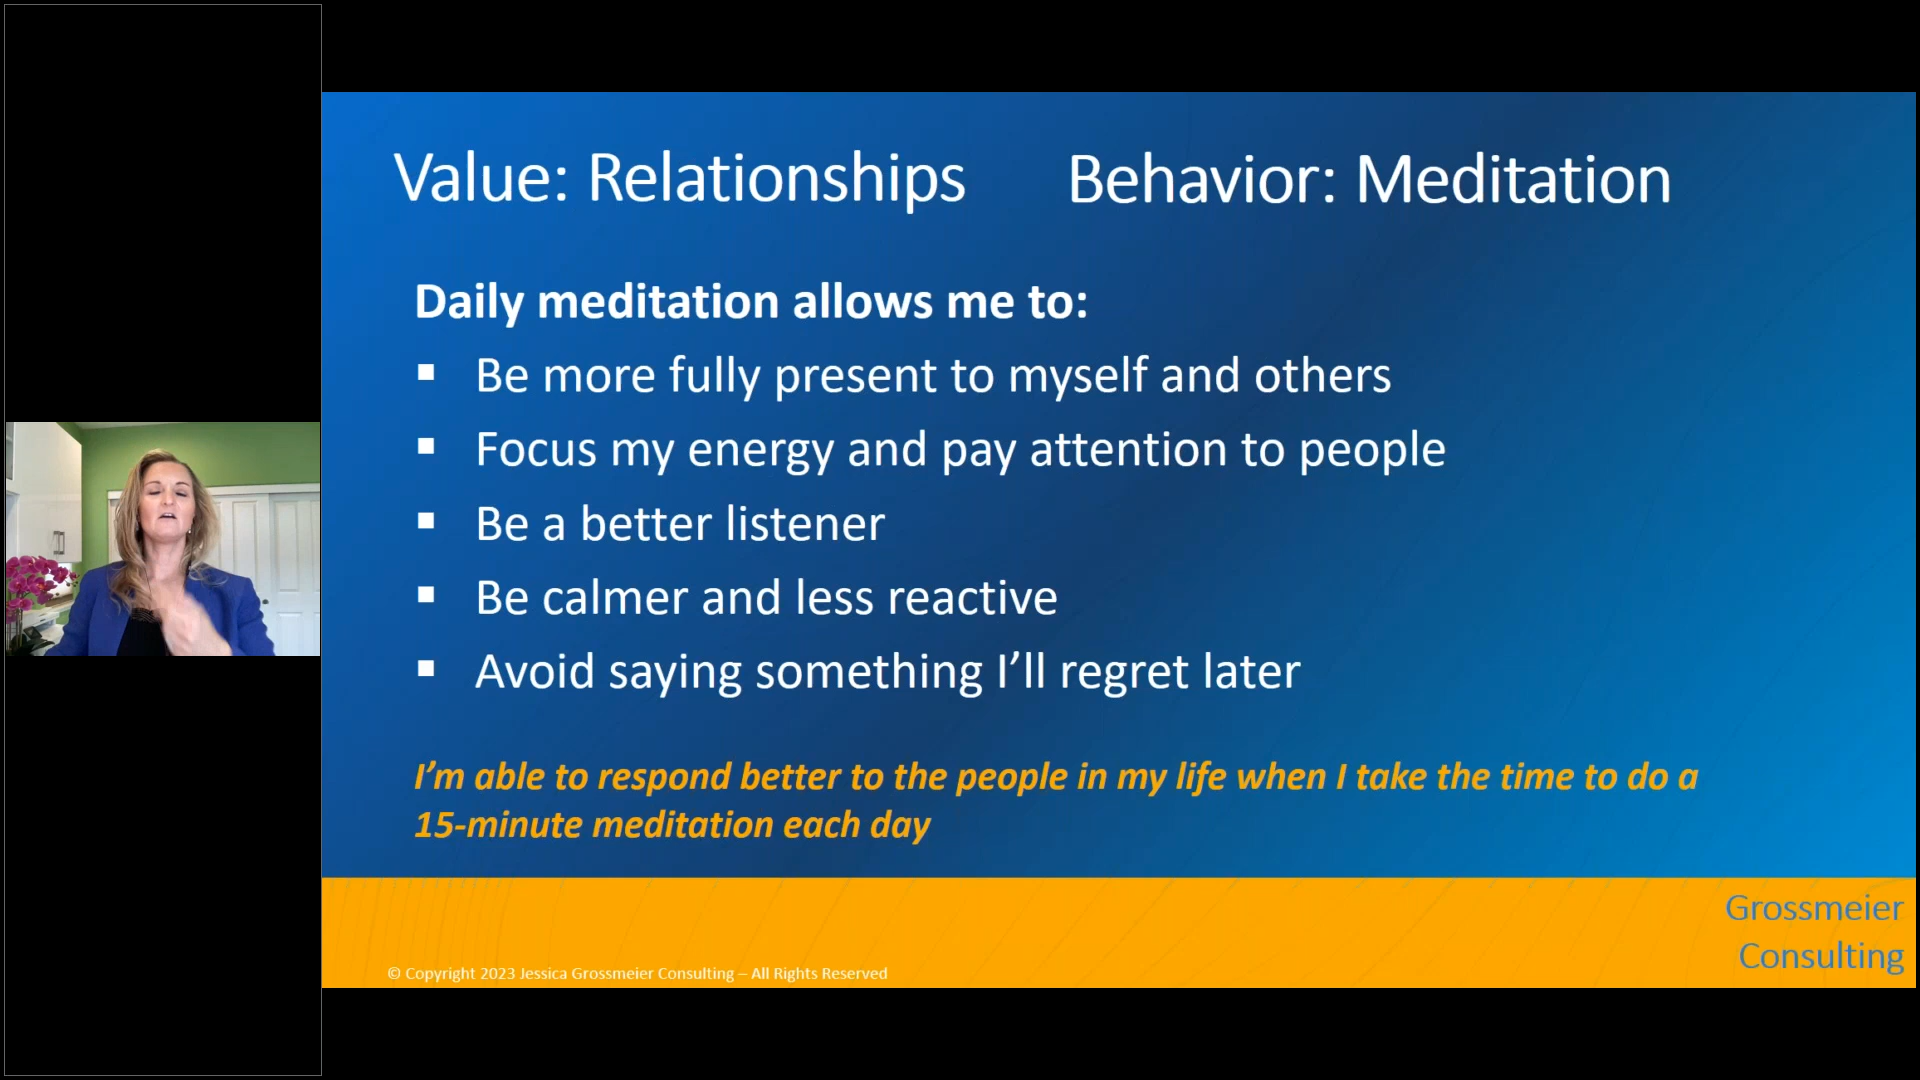 Value: Relationships
Behavior: Meditation
Daily meditation allows me to:
▪ Be more fully present to myself and others
▪ Focus my energy and pay attention to people
▪ Be a better listener
▪ Be calmer and less reactive
▪ Avoid saying something I’ll regret later
I’m able to respond better to the people in my life when I take the time to do a
15-minute meditation each day
Grossmeier
Consulting
© Copyright 2023 Jessica Grossmeier Consulting – All Rights Reserved